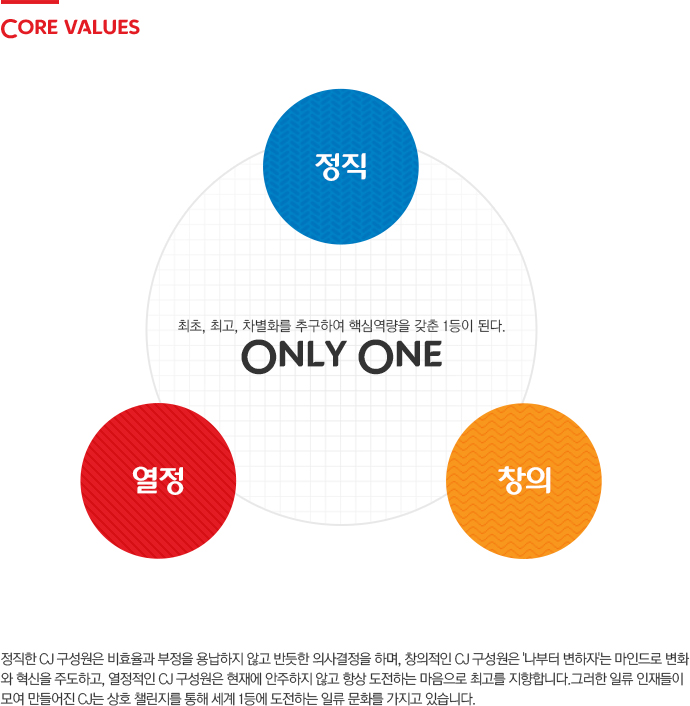 CORE VALUES
정직
최초, 최고, 차별화를 추구하여 핵심역량을 갖춘 1등이 된다.
ONLY ONE
열정
창의
정직한 CJ 구성원은 비효율과 부정을 용납하지 않고 반듯한 의사결정을 하며, 창의적인 CJ 구성원은 '나부터 변하자'는 마인드로 변화
와 혁신을 주도하고, 열정적인 CJ 구성원은 현재에 안주하지 않고 항상 도전하는 마음으로 최고를 지향합니다.그러한 일류 인재들이
모여 만들어진 CJ는 상호 챌린지를 통해 세계 1등에 도전하는 일류 문화를 가지고 있습니다.